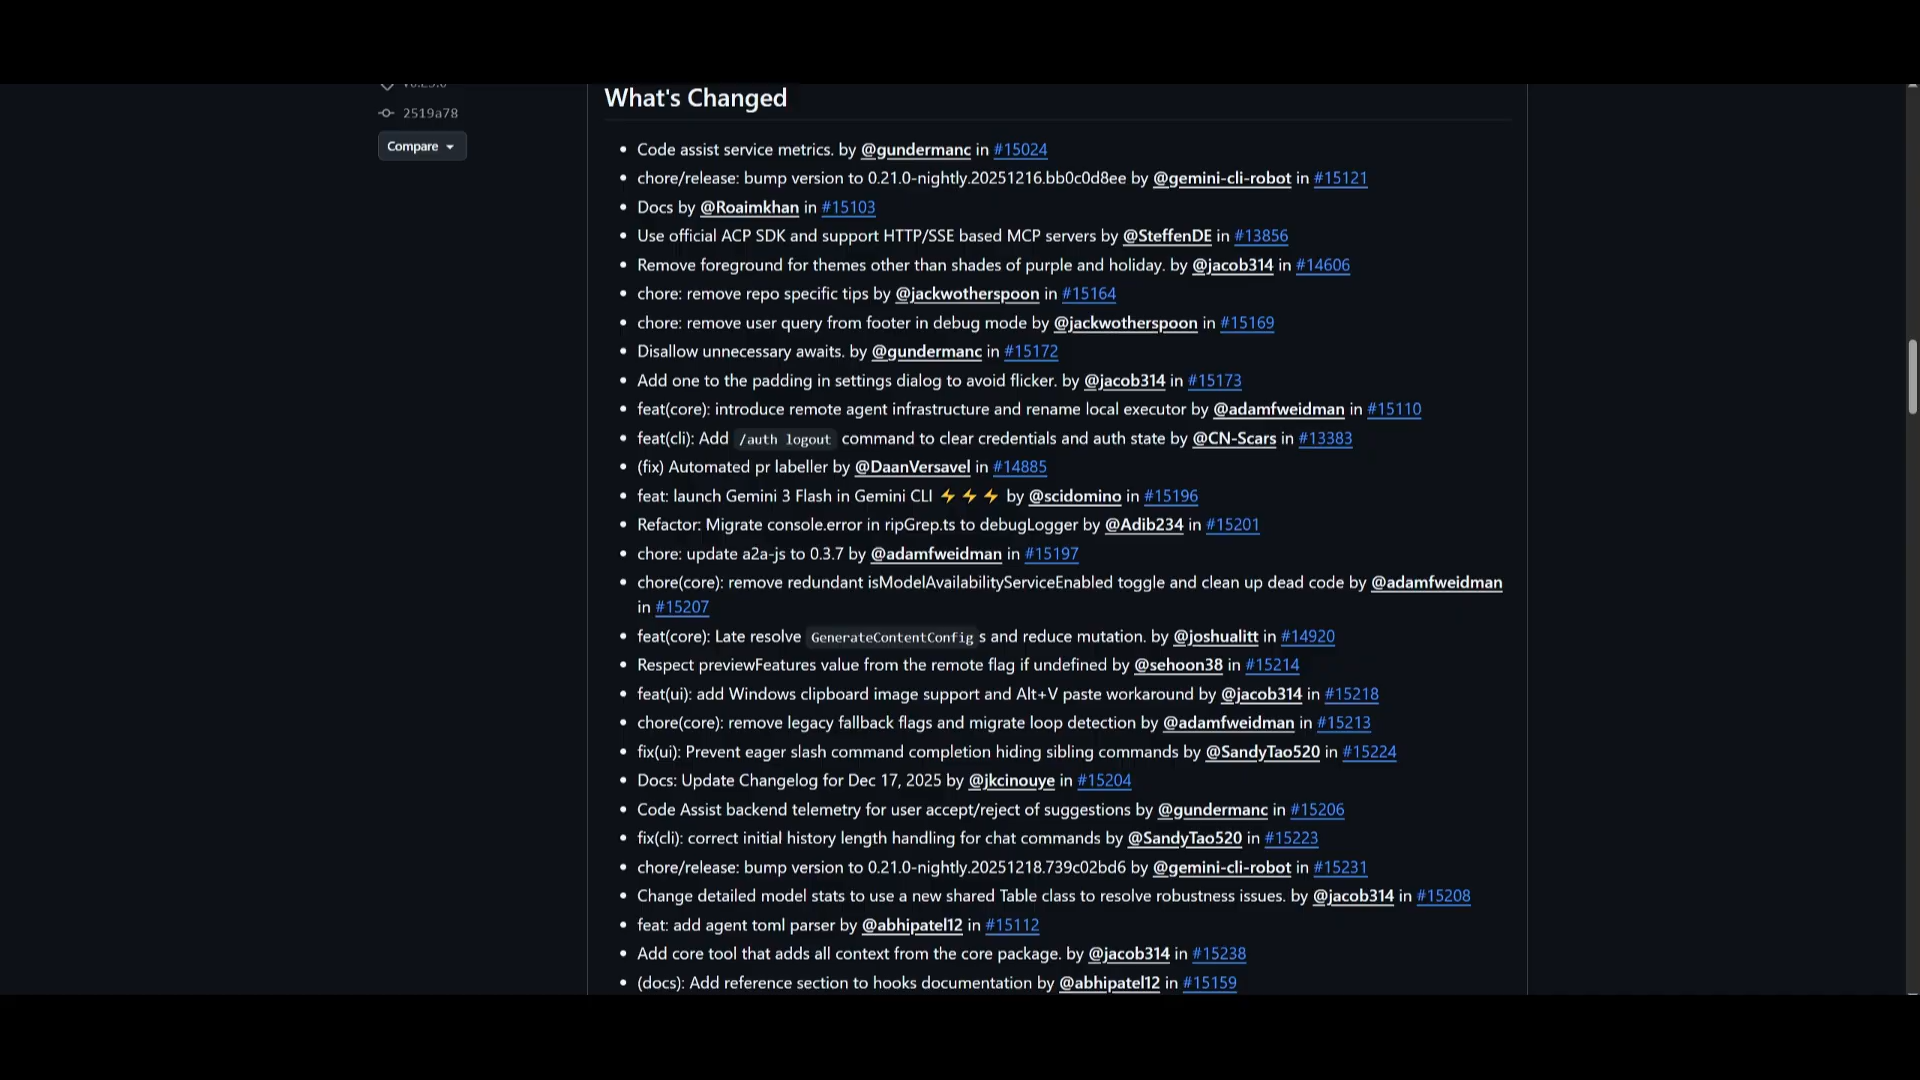 What's Changed
2519a78
Compare
Code assist service metrics. by @gundermanc in #15024
chore/release: bump version to 0.21.0-nightly.20251216.bb0c0d8ee by @gemini-cli-robot in #15121
Docs by @Roaimkhan in #15103
Use official ACP SDK and support HTTP/SSE based MCP servers by @SteffenDE in #13856
Remove foreground for themes other than shades of purple and holiday. by @jacob314 in #14606
chore: remove repo specific tips by @jackwotherspoon in #15164
chore: remove user query from footer in debug mode by @jackwotherspoon in #15169
Disallow unnecessary awaits. by @gundermanc in #15172
Add one to the padding in settings dialog to avoid flicker. by @jacob314 in #15173
feat(core): introduce remote agent infrastructure and rename local executor by @adamfweidman in #15110
feat(cli): Add /auth logout command to clear credentials and auth state by @CN-Scars in #13383
(fix) Automated pr labeller by @DaanVersavel in #14885
feat: launch Gemini 3 Flash in Gemini CLI ⚡⚡⚡ by @scidomino in #15196
Refactor: Migrate console.error in ripGrep.ts to debugLogger by @Adib234 in #15201
chore: update a2a-js to 0.3.7 by @adamfweidman in #15197
chore(core): remove redundant isModelAvailabilityServiceEnabled toggle and clean up dead code by @adamfweidman
in #15207
feat(core): Late resolve GenerateContentConfig s and reduce mutation. by @joshualitt in #14920
Respect previewFeatures value from the remote flag if undefined by @sehoon38 in #15214
feat(ui): add Windows clipboard image support and Alt+V paste workaround by @jacob314 in #15218
chore(core): remove legacy fallback flags and migrate loop detection by @adamfweidman in #15213
fix(ui): Prevent eager slash command completion hiding sibling commands by @SandyTao520 in #15224
Docs: Update Changelog for Dec 17, 2025 by @jkcinouye in #15204
Code Assist backend telemetry for user accept/reject of suggestions by @gundermanc in #15206
fix(cli): correct initial history length handling for chat commands by @SandyTao520 in #15223
chore/release: bump version to 0.21.0-nightly.20251218.739c02bd6 by @gemini-cli-robot in #15231
Change detailed model stats to use a new shared Table class to resolve robustness issues. by @jacob314 in #15208
feat: add agent toml parser by @abhipatel12 in #15112
Add core tool that adds all context from the core package. by @jacob314 in #15238
(docs): Add reference section to hooks documentation by @abhipatel12 in #15159